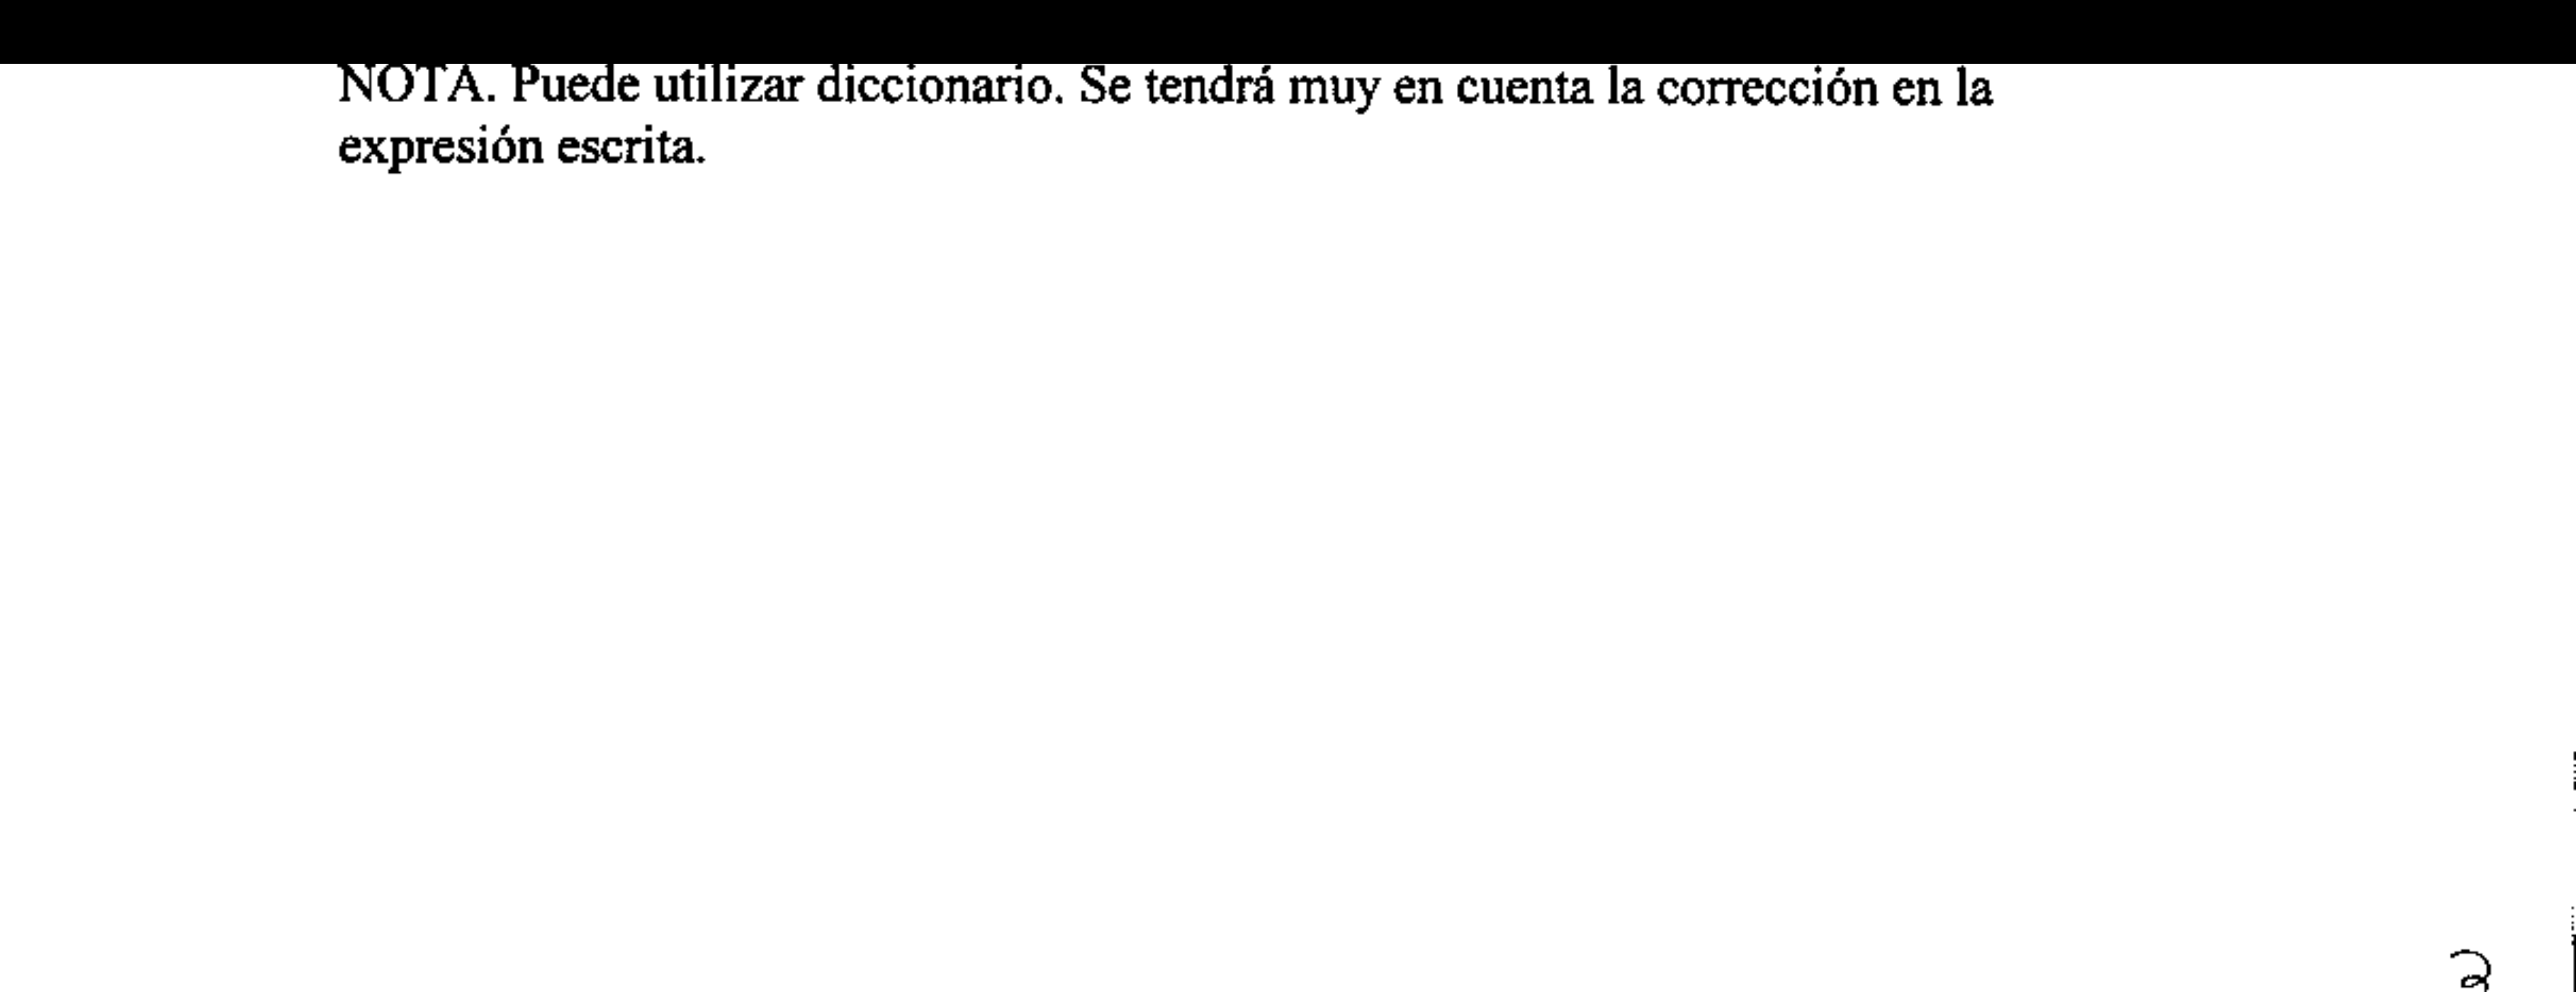 NOTA. Puede utilizar diccionario. Se tendrá muy en cuenta la corrección en la
expresión escrita.
2